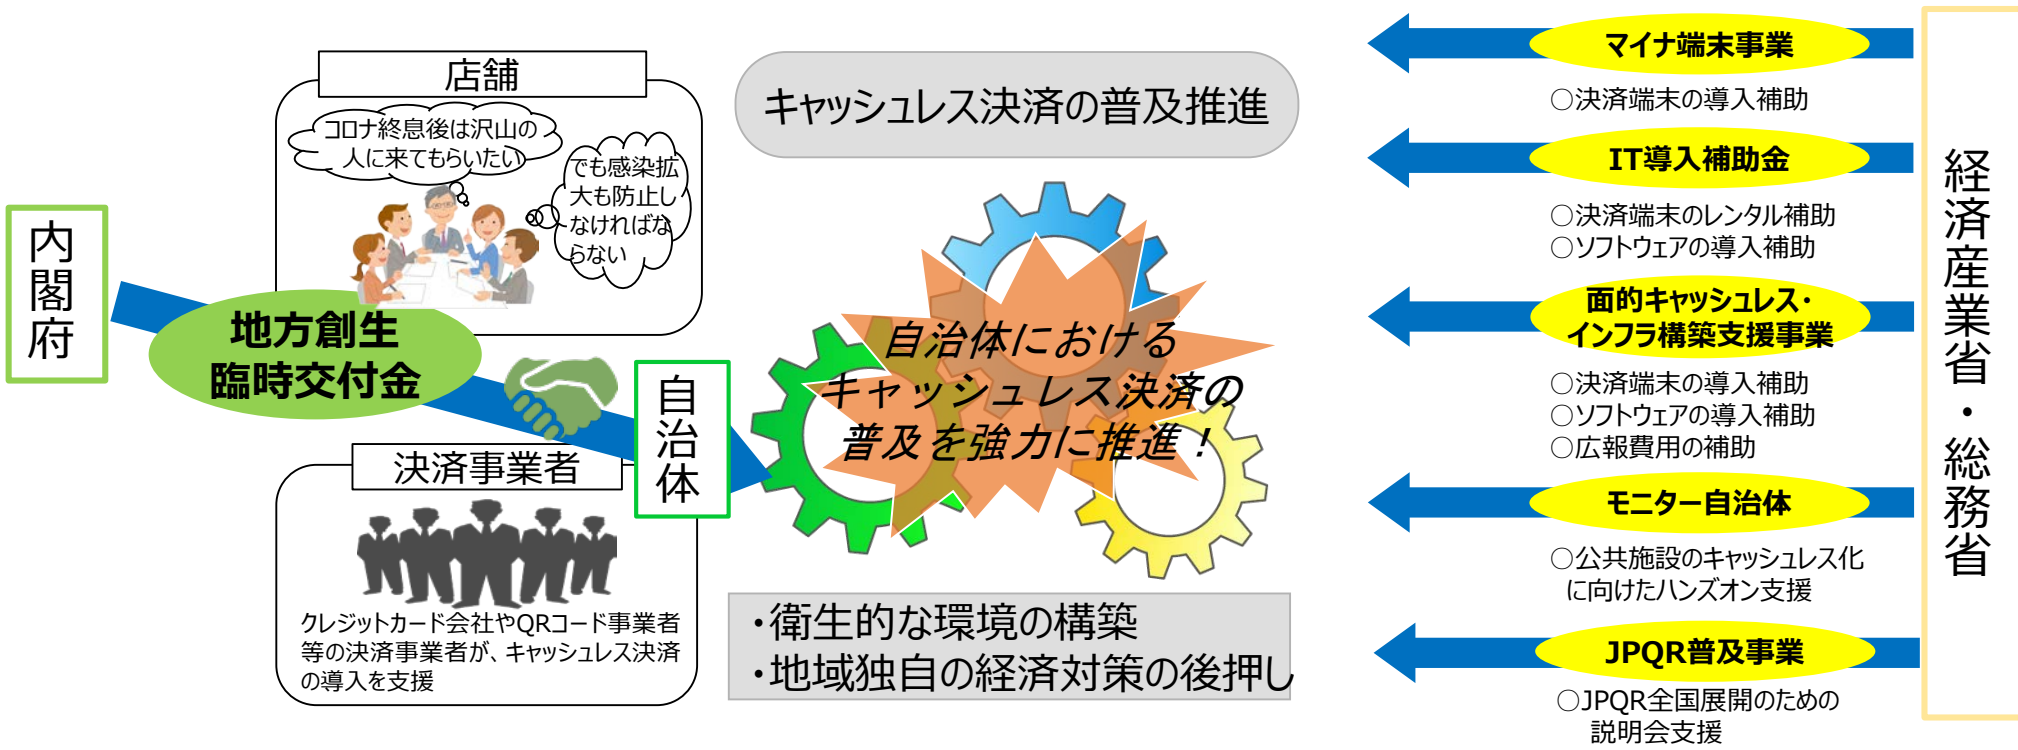 内閣府
地方創生
臨時交付金
店舗
コロナ終息後は沢山の
人に来てもらいたい
でも感染拡
大も防止し
なければな
らない
決済事業者
クレジットカード会社やQRコード事業者
等の決済事業者が、キャッシュレス決済
の導入を支援
自治体
キャッシュレス決済の普及推進
自治体における
キャッシュレス決済の
普及を強力に推進！
・衛生的な環境の構築
・地域独自の経済対策の後押し
マイナ端末事業
○決済端末の導入補助
IT導入補助金
○決済端末のレンタル補助
○ソフトウェアの導入補助
面的キャッシュレス・
インフラ構築支援事業
○決済端末の導入補助
○ソフトウェアの導入補助
○広報費用の補助
モニター自治体
○公共施設のキャッシュレス化
に向けたハンズオン支援
JPQR普及事業
○JPQR全国展開のための
説明会支援
経済産業省・総務省